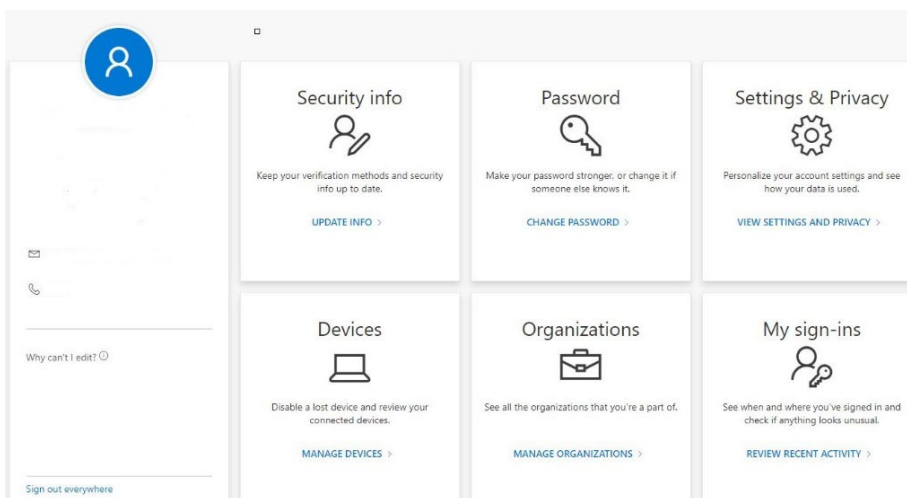 Security info
Keep your verification methods and security
info up to date.
UPDATE INFO >
Password
Make your password stronger, or change it if
someone else knows it.
CHANGE PASSWORD >
Settings & Privacy
Personalize your account settings and see
how your data is used.
VIEW SETTINGS AND PRIVACY >
Why can't I edit?
Sign out everywhere
Devices
Disable a lost device and review your
connected devices.
MANAGE DEVICES >
Organizations
See all the organizations that you're a part of.
MANAGE ORGANIZATIONS >
My sign-ins
See when and where you've signed in and
check if anything looks unusual.
REVIEW RECENT ACTIVITY >